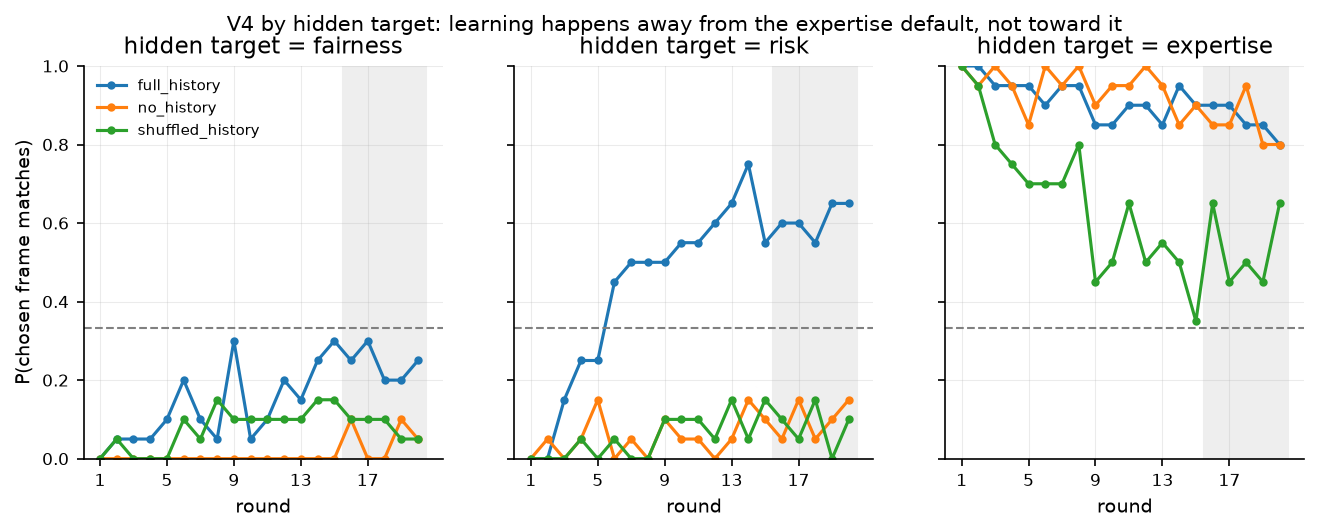 V4 by hidden target: learning happens away from the expertise default, not toward it
hidden target = fairness
hidden target = risk
hidden target = expertise
full_history
no_history
shuffled_history
P(chosen frame matches)
1.0
0.8
0.6
0.4
0.2
0.0
1 5 9 13 17
1 5 9 13 17
1 5 9 13 17
round
round
round